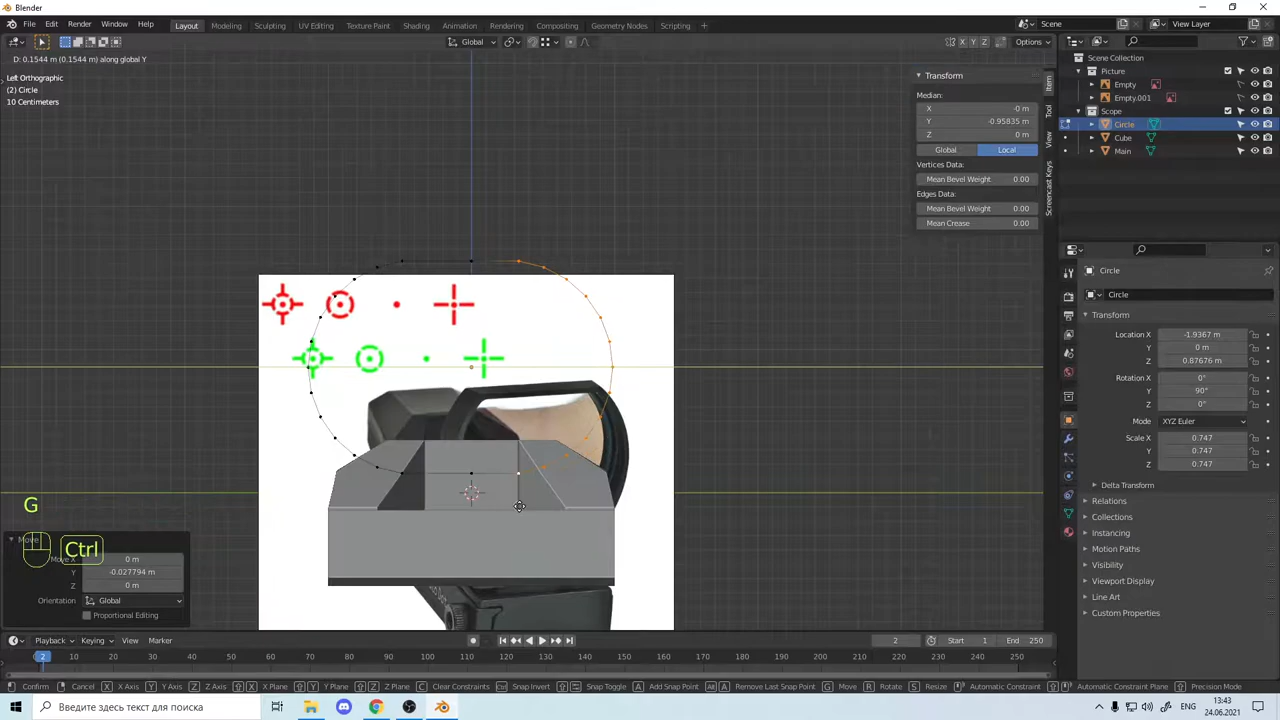 Blender
File Edit Render Window Help Layout Modeling Sculpting UV Editing Texture Paint Shading Animation Rendering Compositing Geometry Nodes Scripting + Scene View Layer
Global X Y Z Options
D: 0.1544 m (0.1544 m) along global Y
Left Orthographic
(2) Circle
10 Centimeters
Transform
Median:
X -0 m
Y -0.95835 m
Z 0 m
Global Local
Vertices Data:
Mean Bevel Weight 0.00
Edges Data:
Mean Bevel Weight 0.00
Mean Crease 0.00
Item
Tool
View
Screencast Keys
Scene Collection
Picture
Empty
Empty.001
Scope
Circle
Cube
Main
Circle
Circle
Transform
Location X -1.9367 m
Y 0 m
Z 0.87676 m
Rotation X 0°
Y 90°
Z 0°
Mode XYZ Euler
Scale X 0.747
Y 0.747
Z 0.747
Delta Transform
Relations
Collections
Instancing
Motion Paths
Visibility
Viewport Display
Line Art
Custom Properties
G
Ctrl
Move
Move X 0 m
Y -0.027794 m
Z 0 m
Orientation Global
Proportional Editing
Playback Keying View Marker 2 Start 1 End 250
2 10 20 30 40 50 60 70 80 90 100 110 120 130 140 150 160 170 180 190 200 210 220 230 240 250
Confirm Cancel X X Axis Y Y Axis Z Z Axis X X Plane Y Y Plane Z Z Plane C Clear Constraints Ctrl Snap Invert Snap Toggle A Add Snap Point Alt A Remove Last Snap Point G Move R Rotate S Resize Automatic Constraint Automatic Constraint Plane Precision Mode
Введите здесь текст для поиска
ENG
13:43
24.06.2021